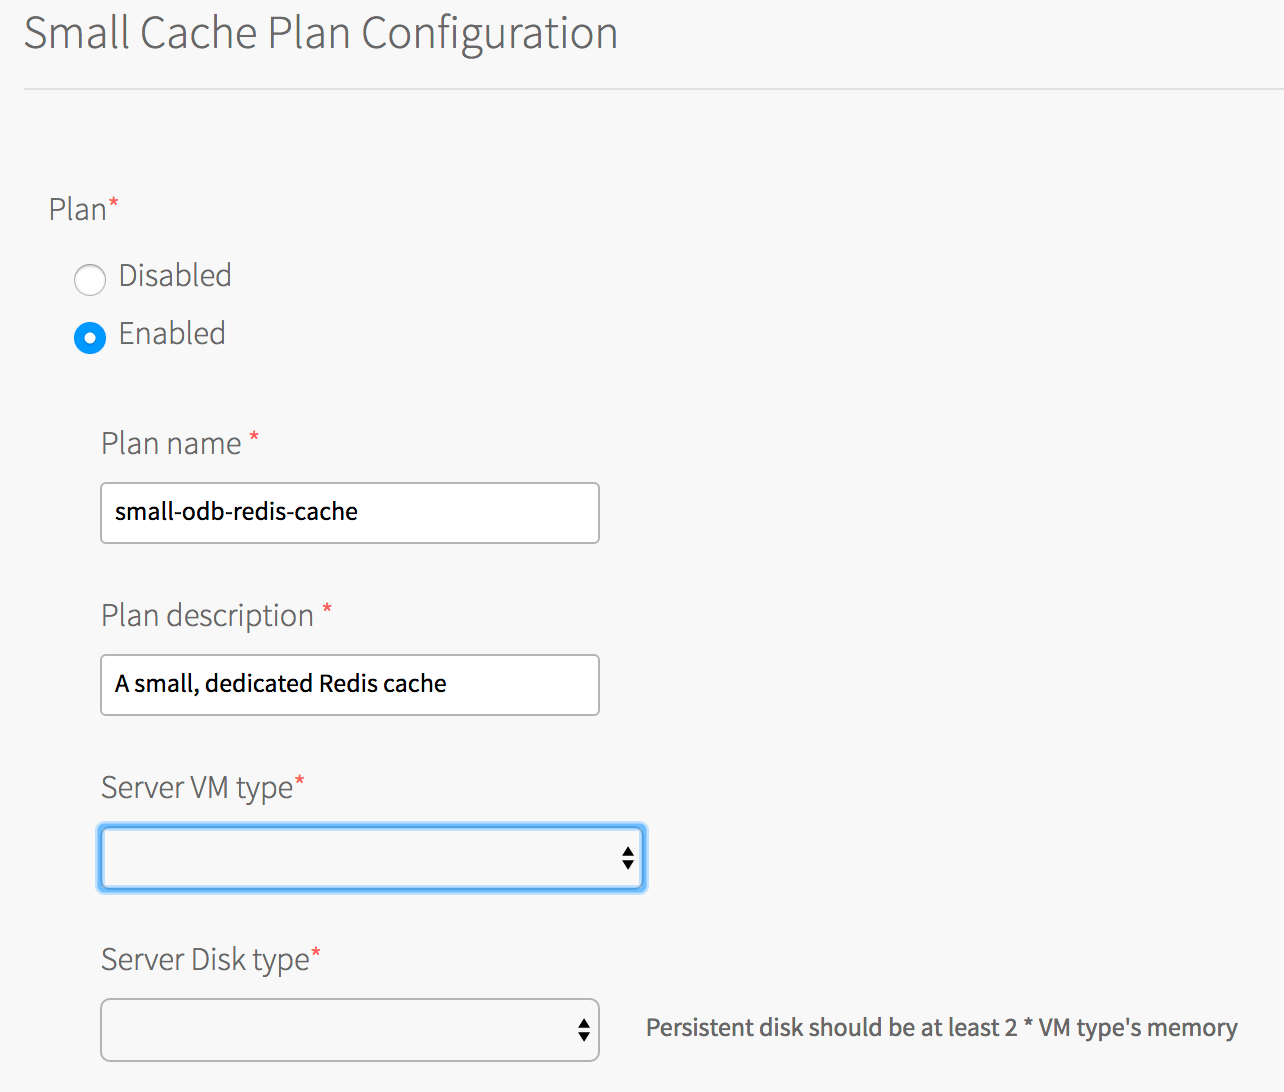 Small Cache Plan Configuration
Plan*
Disabled
Enabled
Plan name *
small-odb-redis-cache
Plan description *
A small, dedicated Redis cache
Server VM type*
Server Disk type*
Persistent disk should be at least 2 * VM type's memory